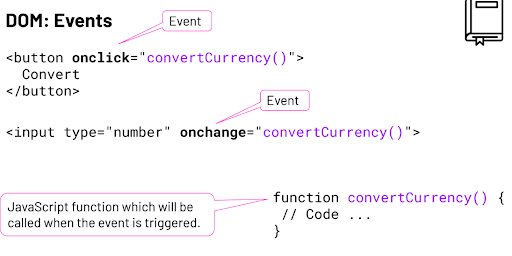 DOM: Events
Event
<button onclick="convertCurrency()">
Convert
</button>
Event
<input type="number" onchange="convertCurrency()">
JavaScript function which will be
called when the event is triggered.
function convertCurrency() {
// Code ...
}